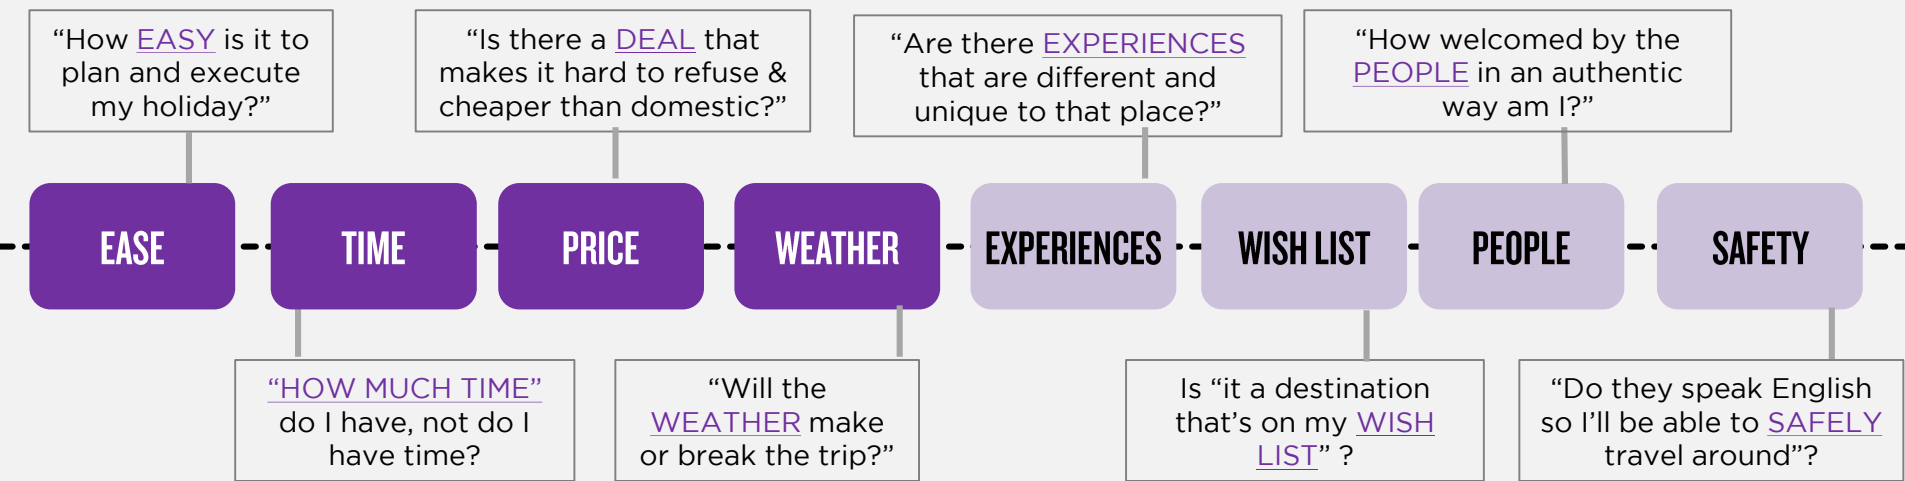 “How EASY is it to
plan and execute
my holiday?”
“Is there a DEAL that
makes it hard to refuse &
cheaper than domestic?”
“Are there EXPERIENCES
that are different and
unique to that place?”
“How welcomed by the
PEOPLE in an authentic
way am I?”
EASE
TIME
PRICE
WEATHER
EXPERIENCES
WISH LIST
PEOPLE
SAFETY
“HOW MUCH TIME”
do I have, not do I
have time?
“Will the
WEATHER make
or break the trip?”
Is “it a destination
that’s on my WISH
LIST” ?
“Do they speak English
so I’ll be able to SAFELY
travel around”?